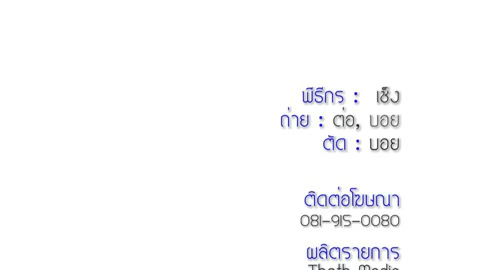 พิธีกร : เช็ง
ถ่าย : ต่อ, บอย
ตัด : บอย
ติดต่อโฆษณา
081-915-0080
ผลิตรายการ
Thoth Media